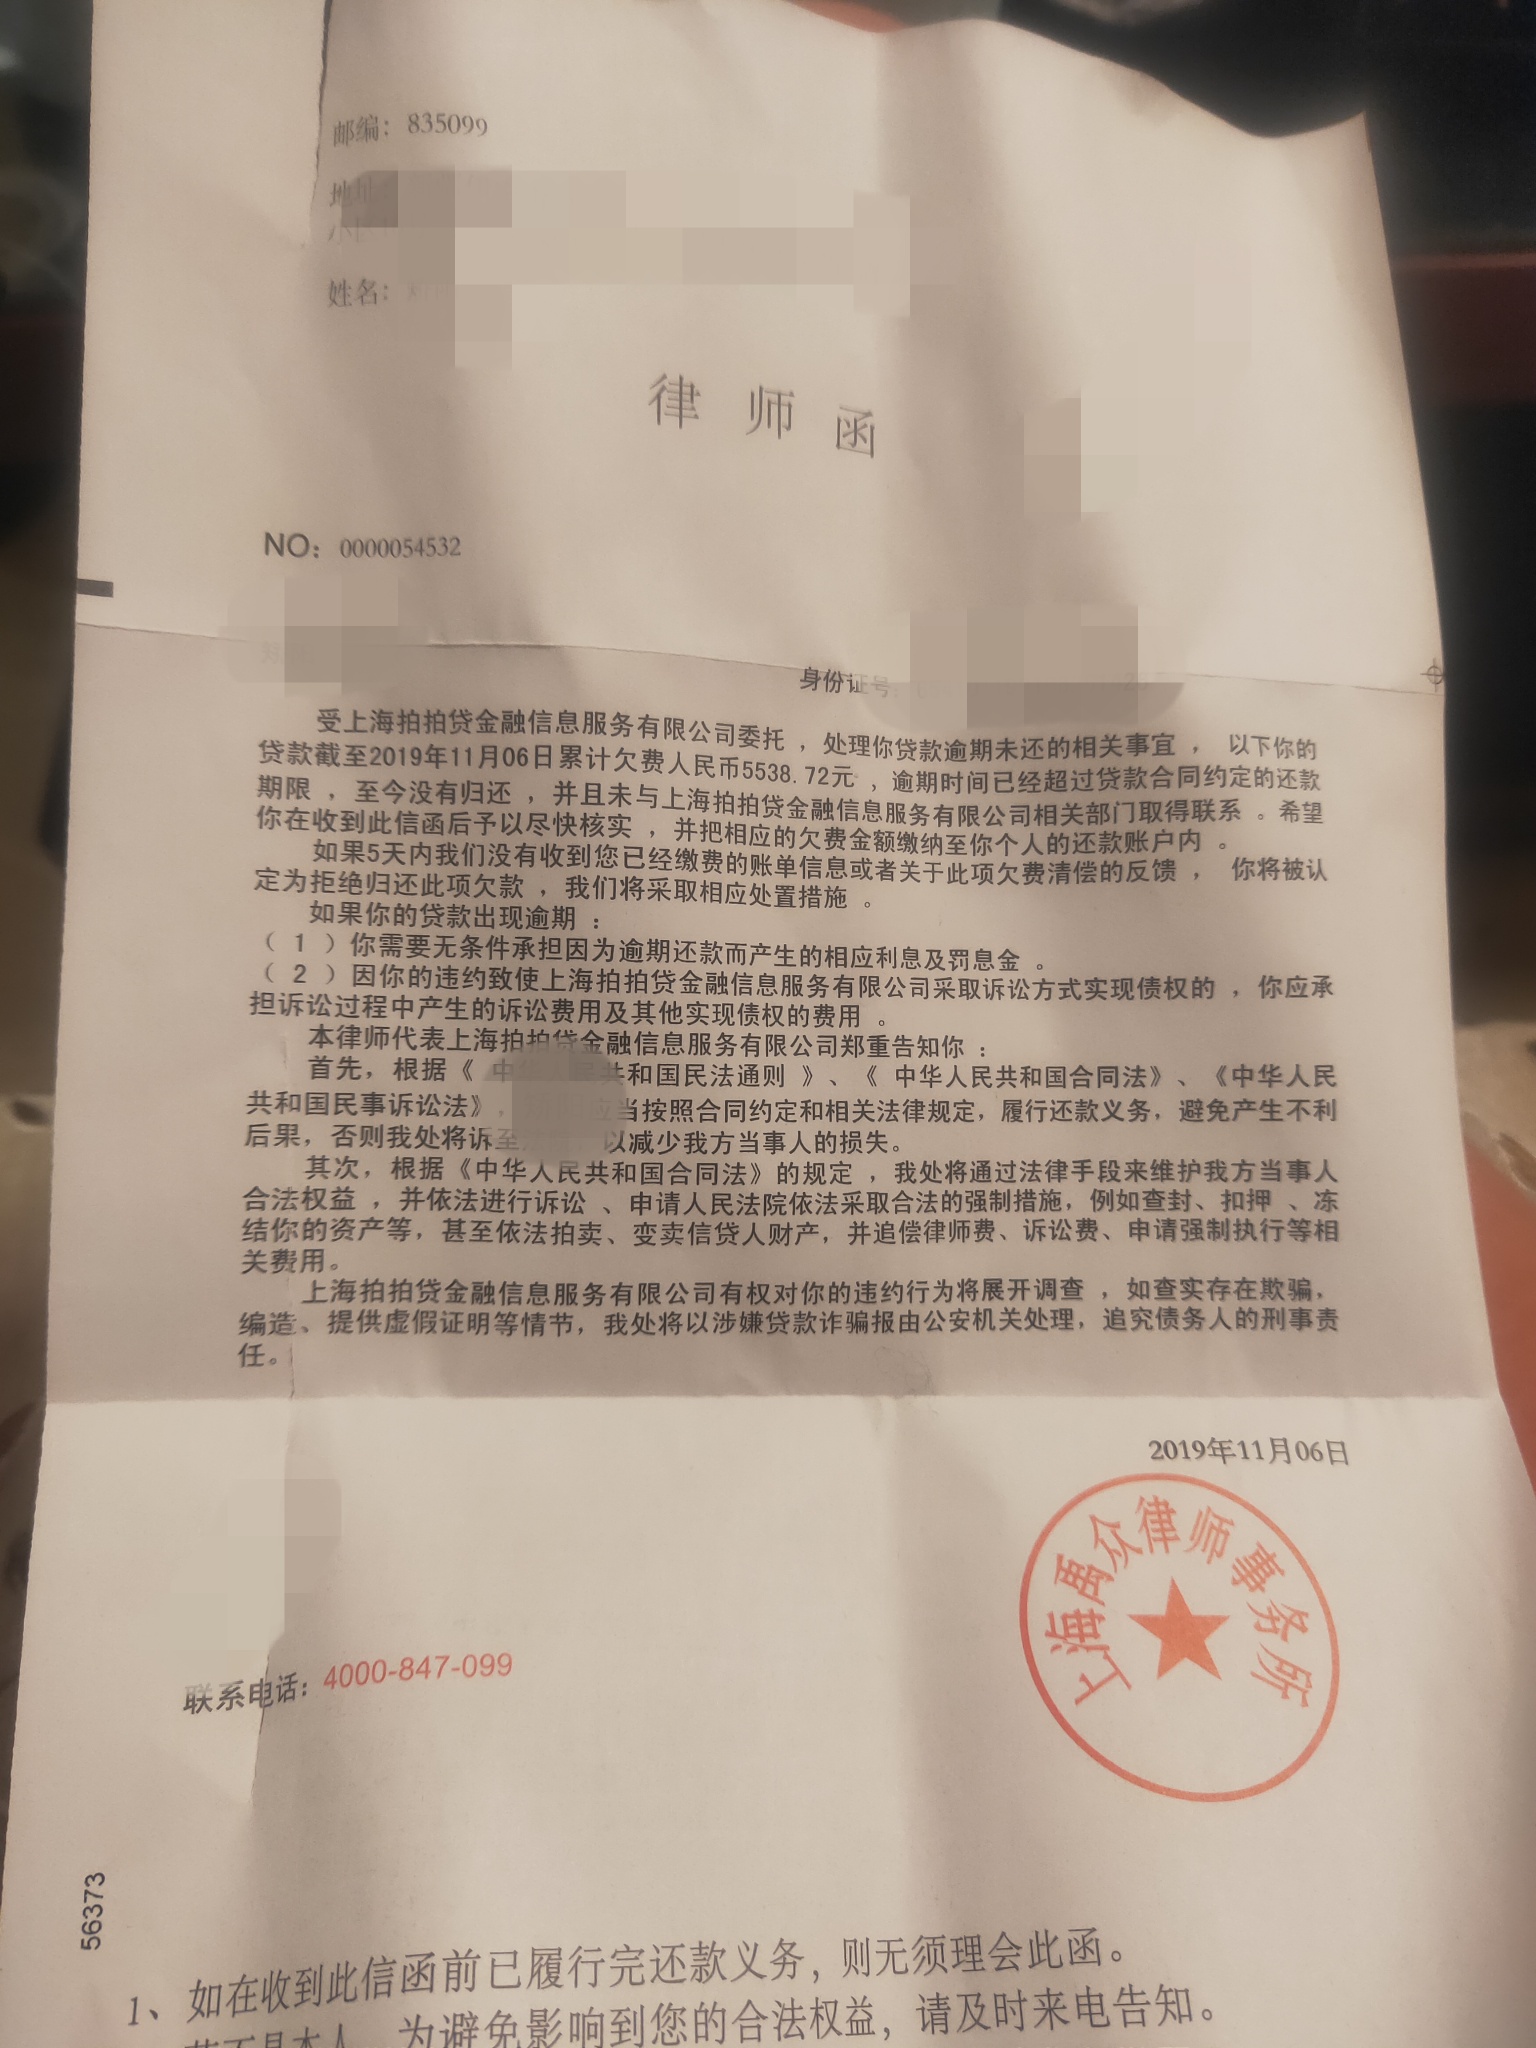 邮编：835099
地址：
姓名：
律师函
NO：0000054532
身份证号：
受上海拍拍贷金融信息服务有限公司委托，处理你贷款逾期未还的相关事宜，以下你的
贷款截至2019年11月06日累计欠费人民币5538.72元，逾期时间已经超过贷款合同约定的还款
期限，至今没有归还，并且未与上海拍拍贷金融信息服务有限公司相关部门取得联系。希望
你在收到此信函后予以尽快核实，并把相应的欠费金额缴纳至你个人的还款账户内。
如果5天内我们没有收到您已经缴费的账单信息或者关于此项欠费清偿的反馈，你将被认
定为拒绝归还此项欠款，我们将采取相应处置措施。
如果你的贷款出现逾期：
（1）你需要无条件承担因为逾期还款而产生的相应利息及罚息金。
（2）因你的违约致使上海拍拍贷金融信息服务有限公司采取诉讼方式实现债权的，你应承
担诉讼过程中产生的诉讼费用及其他实现债权的费用。
本律师代表上海拍拍贷金融信息服务有限公司郑重告知你：
首先，根据《中华人民共和国民法通则》、《中华人民共和国合同法》、《中华人民
共和国民事诉讼法》，应当按照合同约定和相关法律规定，履行还款义务，避免产生不利
后果，否则我处将诉至以减少我方当事人的损失。
其次，根据《中华人民共和国合同法》的规定，我处将通过法律手段来维护我方当事人
合法权益，并依法进行诉讼、申请人民法院依法采取合法的强制措施，例如查封、扣押、冻
结你的资产等，甚至依法拍卖、变卖信贷人财产，并追偿律师费、诉讼费、申请强制执行等相
关费用。
上海拍拍贷金融信息服务有限公司有权对你的违约行为将展开调查，如查实存在欺骗，
编造、提供虚假证明等情节，我处将以涉嫌贷款诈骗报由公安机关处理，追究债务人的刑事责
任。
2019年11月06日
上海禹众律师事务所
联系电话：4000-847-099
56373
1、如在收到此信函前已履行完还款义务，则无须理会此函。
为避免影响到您的合法权益，请及时来电告知。